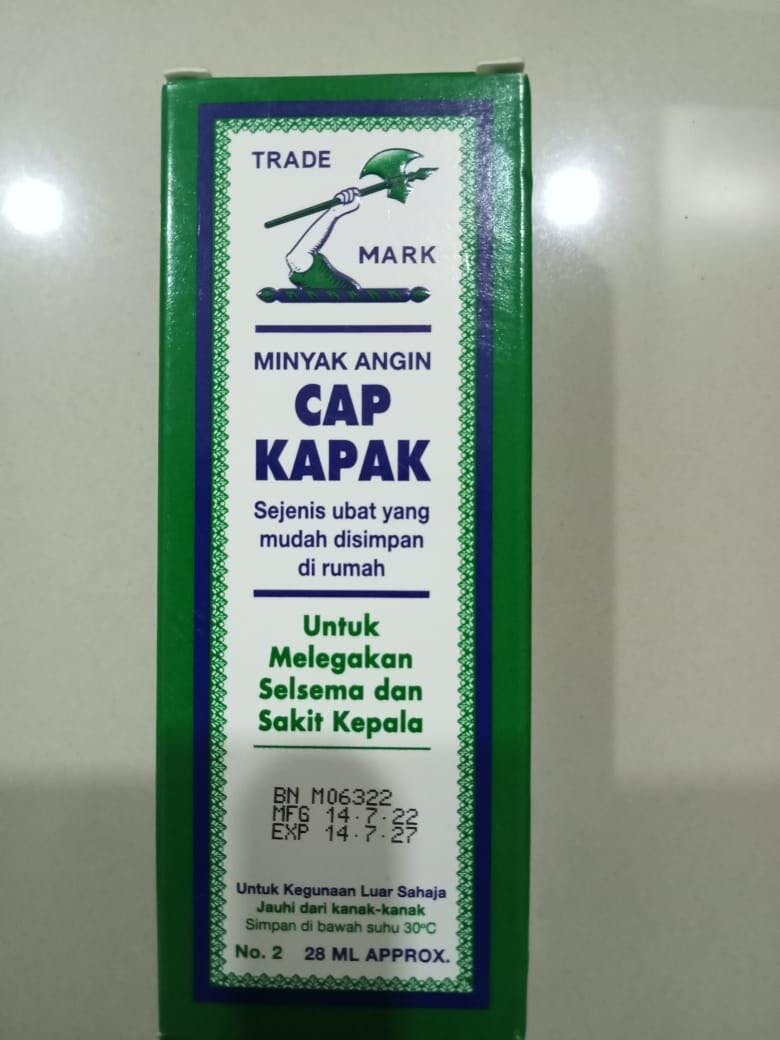 TRADE
MARK
MINYAK ANGIN
CAP
KAPAK
Sejenis ubat yang
mudah disimpan
di rumah
Untuk
Melegakan
Selsema dan
Sakit Kepala
BN M06322
MFG 14.7.22
EXP 14.7.27
Untuk Kegunaan Luar Sahaja
Jauhi dari kanak-kanak
Simpan di bawah suhu 30ºC
No. 2 28 ML APPROX.